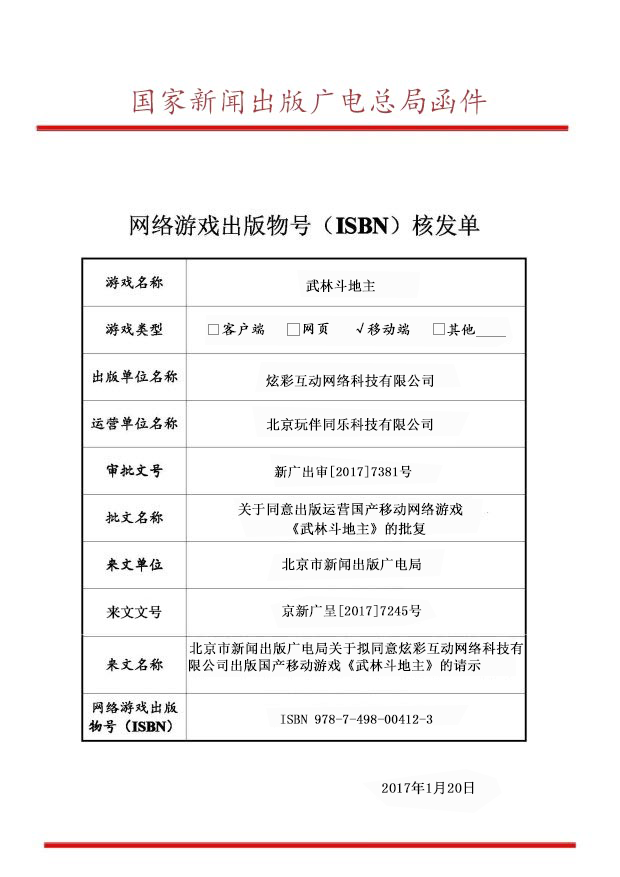 国家新闻出版广电总局函件
网络游戏出版物号（ISBN）核发单
游戏名称 武林斗地主
游戏类型 □客户端 □网页 √移动端 □其他____
出版单位名称 炫彩互动网络科技有限公司
运营单位名称 北京玩伴同乐科技有限公司
审批文号 新广出审[2017]7381号
批文名称 关于同意出版运营国产移动网络游戏
《武林斗地主》的批复
来文单位 北京市新闻出版广电局
来文文号 京新广呈[2017]7245号
来文名称 北京市新闻出版广电局关于拟同意炫彩互动网络科技有
限公司出版国产移动游戏《武林斗地主》的请示
网络游戏出版
物号（ISBN） ISBN 978-7-498-00412-3
2017年1月20日